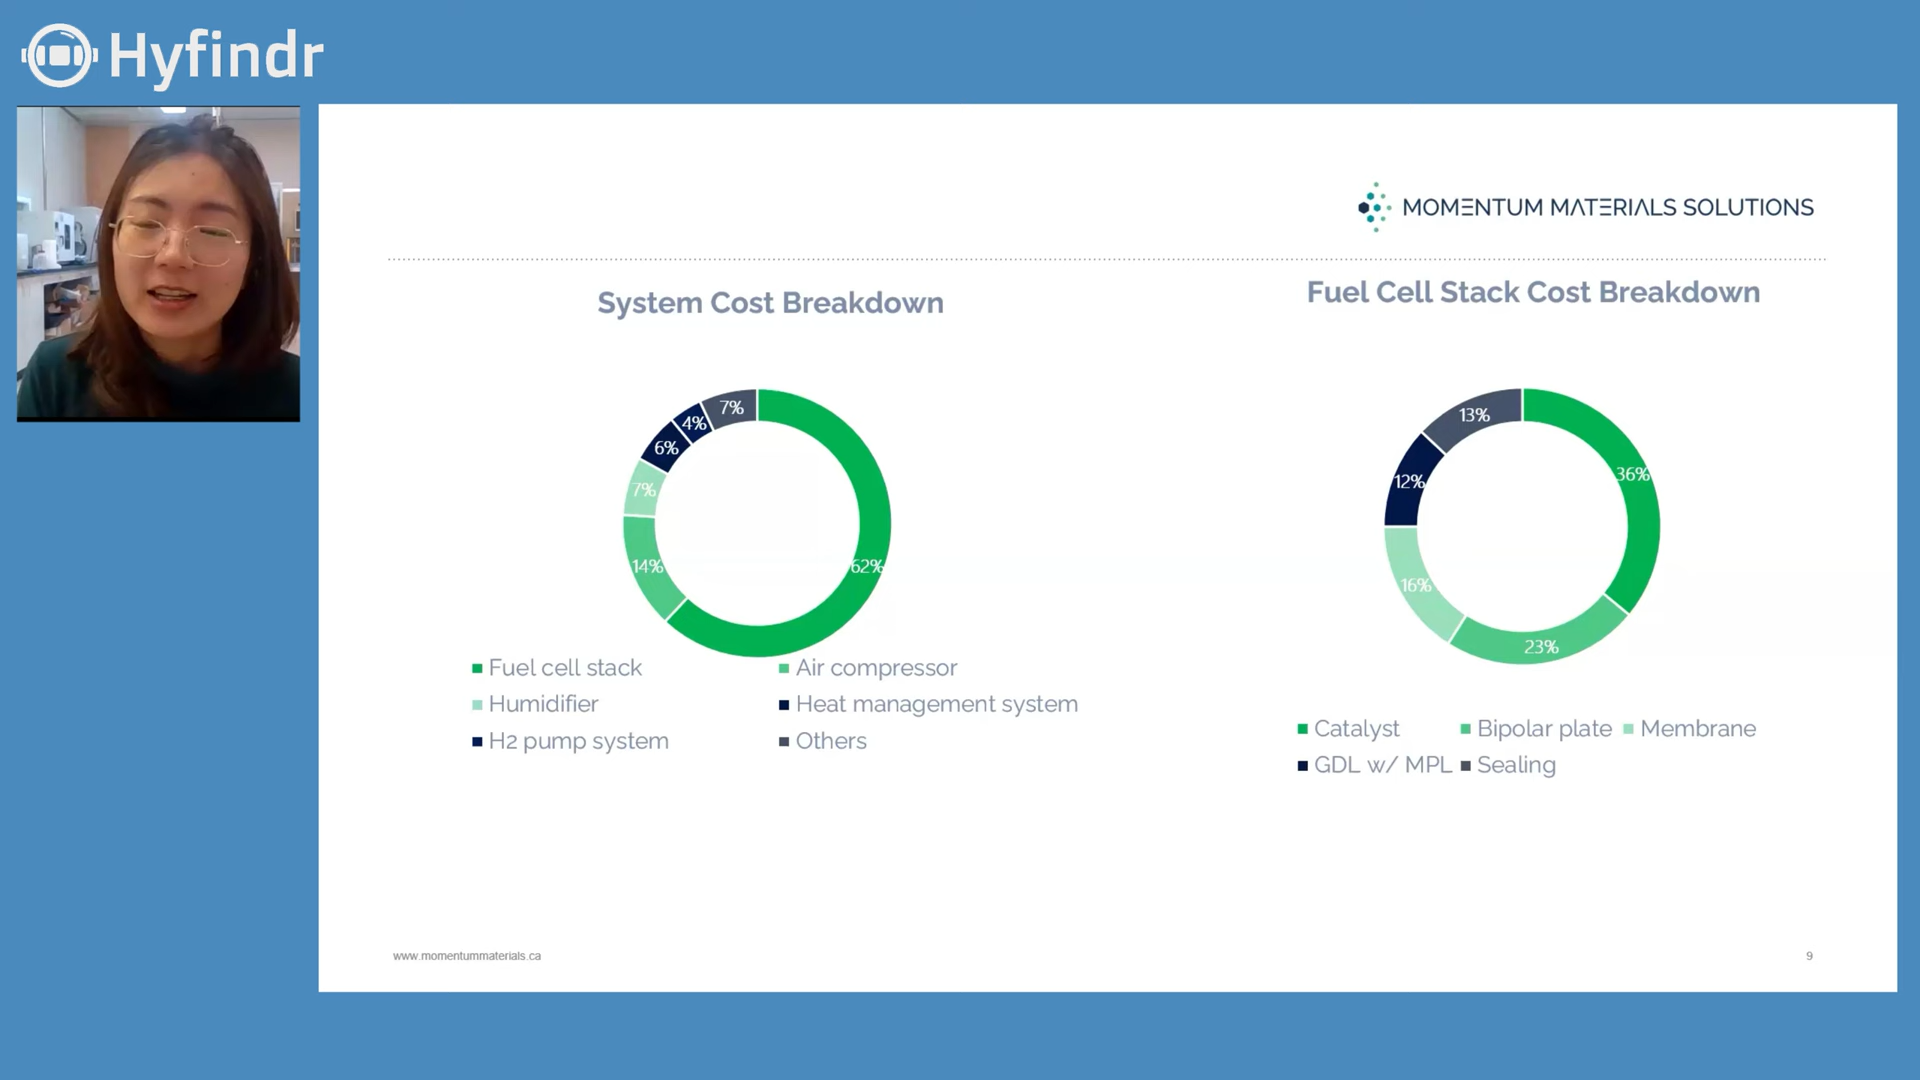 Hyfindr
MOMENTUM MATERIALS SOLUTIONS
System Cost Breakdown
7%
4%
6%
7%
14%
62%
Fuel cell stack
Air compressor
Humidifier
Heat management system
H2 pump system
Others
Fuel Cell Stack Cost Breakdown
13%
36%
12%
16%
23%
Catalyst
Bipolar plate
Membrane
GDL w/ MPL
Sealing
www.momentummaterials.ca
9